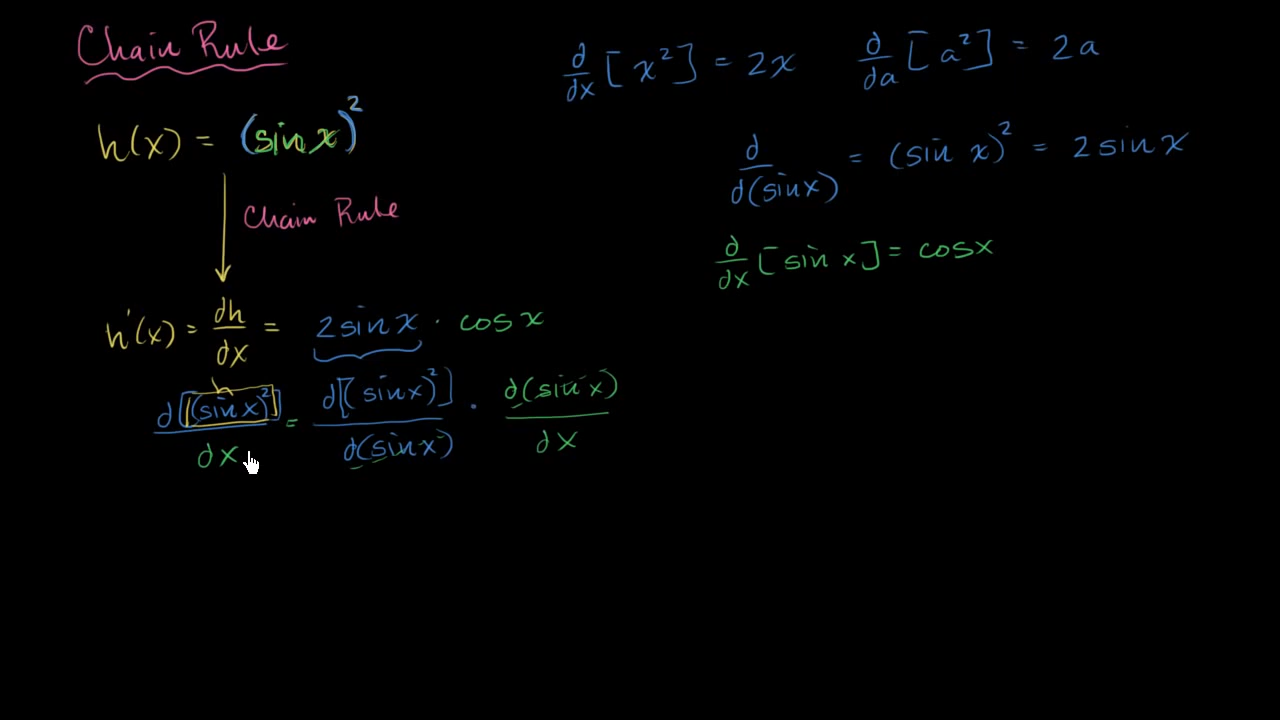 Chain Rule
d/dx [x²] = 2x
d/da [a²] = 2a
h(x) = (sin x)²
d/d(sin x) = (sin x)² = 2 sin x
Chain Rule
d/dx [sin x] = cos x
h'(x) = dh/dx = 2 sin x · cos x
h
d[(sin x)²]/dx = d[(sin x)²]/d(sin x) · d(sin x)/dx